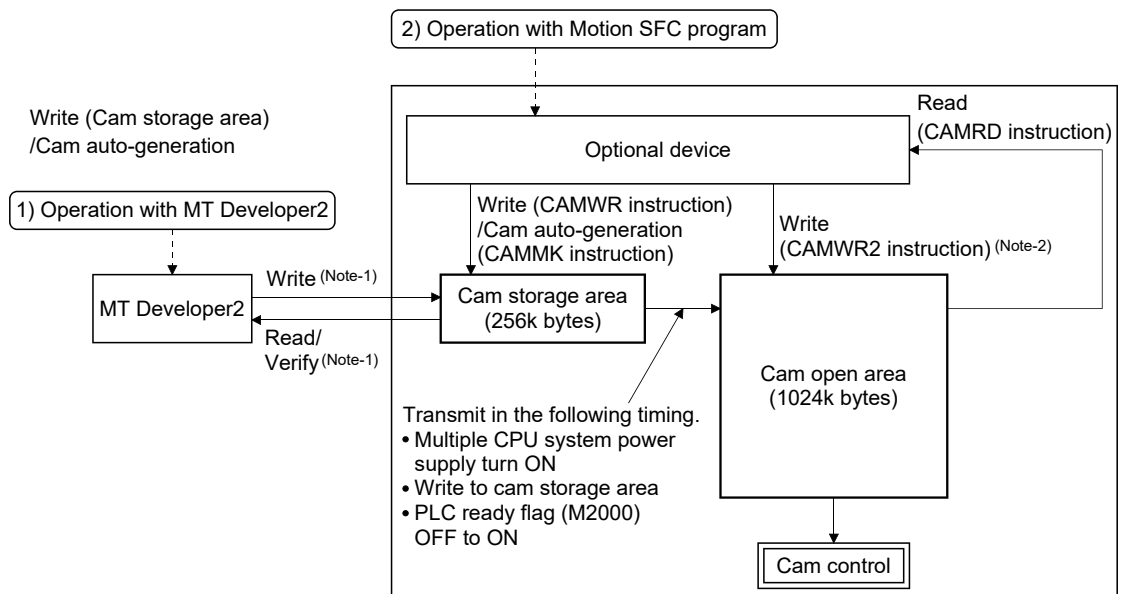 2) Operation with Motion SFC program
Write (Cam storage area)
/Cam auto-generation
Read
(CAMRD instruction)
Optional device
1) Operation with MT Developer2
Write (CAMWR instruction)
/Cam auto-generation
(CAMMK instruction)
Write
(CAMWR2 instruction) (Note-2)
MT Developer2
Write (Note-1)
Read/
Verify (Note-1)
Cam storage area
(256k bytes)
Cam open area
(1024k bytes)
Transmit in the following timing.
• Multiple CPU system power
supply turn ON
• Write to cam storage area
• PLC ready flag (M2000)
OFF to ON
Cam control